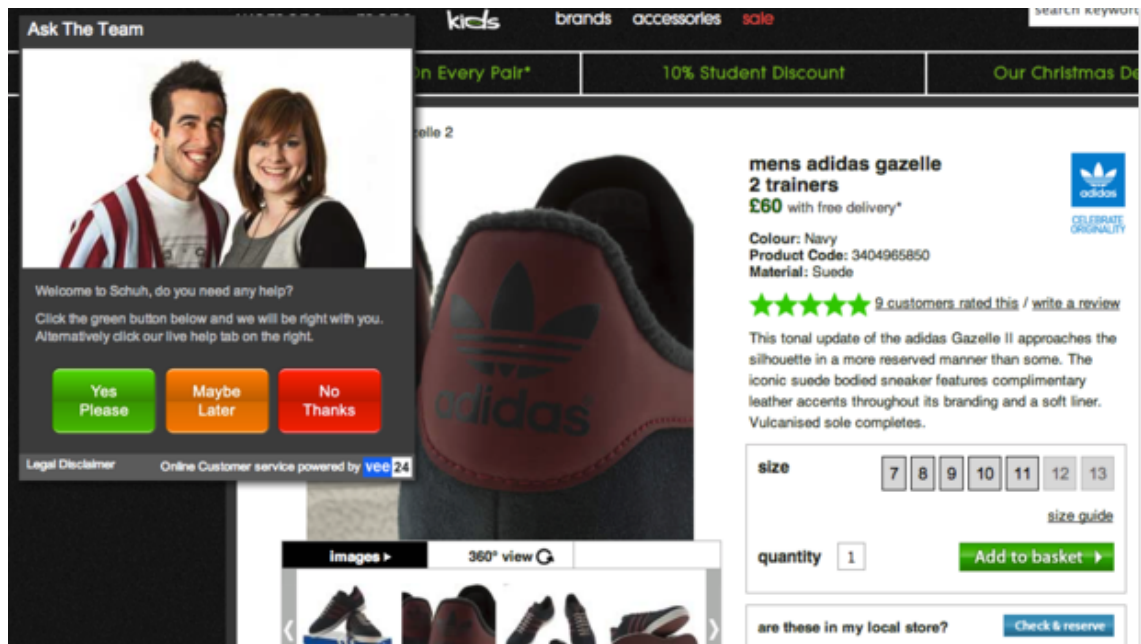 kids
brands
accessories
sale
search keyword
Ask The Team
On Every Pair*
10% Student Discount
Our Christmas De
zelle 2
Welcome to Schuh, do you need any help?
Click the green button below and we will be right with you.
Alternatively click our live help tab on the right.
Yes
Please
Maybe
Later
No
Thanks
Legal Disclaimer
Online Customer service powered by vee 24
adidas
images
360° view
mens adidas gazelle
2 trainers
£60 with free delivery*
adidas
CELEBRATE
ORIGINALITY
Colour: Navy
Product Code: 3404965850
Material: Suede
9 customers rated this / write a review
This tonal update of the adidas Gazelle II approaches the
silhouette in a more reserved manner than some. The
iconic suede bodied sneaker features complimentary
leather accents throughout its branding and a soft liner.
Vulcanised sole completes.
size
7 8 9 10 11 12 13
size guide
quantity 1
Add to basket
are these in my local store?
Check & reserve